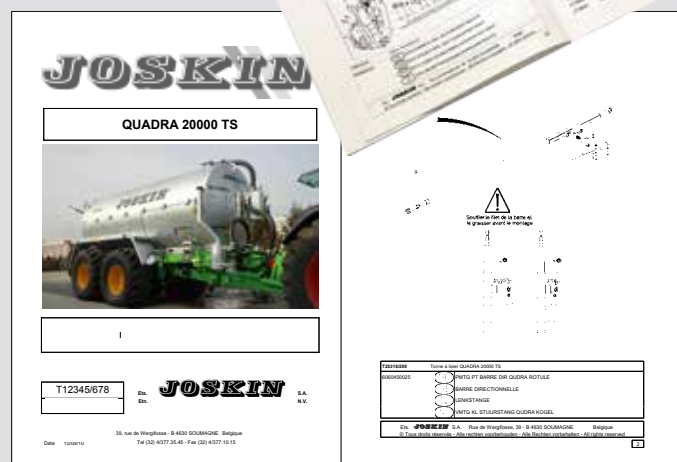 JOSKIN
QUADRA 20000 TS
JOSKIN
T12345/678
Ets. JOSKIN S.A.
Etn. N.V.
39, rue de Wergifosse - B 4630 SOUMAGNE Belgique
Tel (32) 4/377.35.45 - Fax (32) 4/377.10.15
Date
Souffler le filet de la barre et
le graisser avant le montage
T25318/200 Tonne à lisier QUADRA 20000 TS
6060450025 PMTG PT BARRE DIR QUDRA ROTULE
BARRE DIRECTIONNELLE
LENKSTANGE
VMTG KL STUURSTANG QUDRA KOGEL
Ets. JOSKIN S.A. Rue de Wergifosse, 39 - B-4630 SOUMAGNE Belgique
© Tous droits réservés - Alle rechten voorbehouden - Alle Rechten vorbehalten - All rights reserved
2